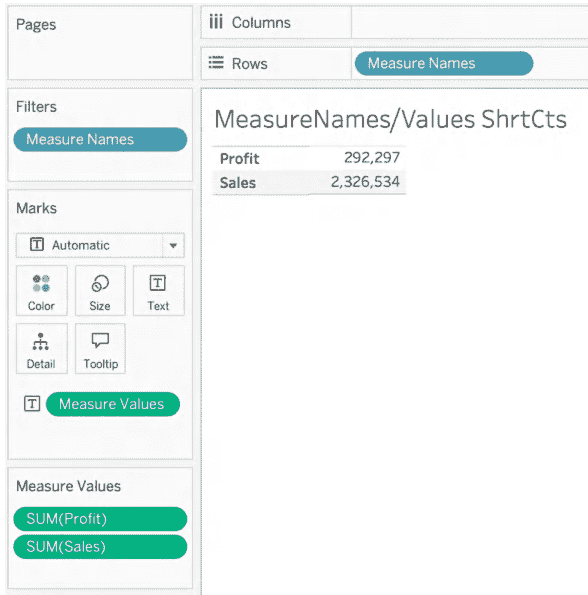 Pages
Columns
Rows
Measure Names
Filters
Measure Names
Marks
T Automatic
Color Size Text
Detail Tooltip
T Measure Values
Measure Values
SUM(Profit)
SUM(Sales)
MeasureNames/Values ShrtCts
Profit 292,297
Sales 2,326,534